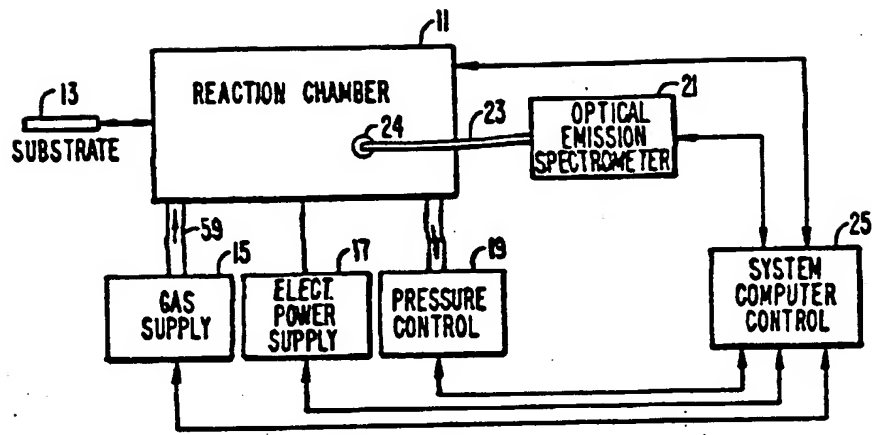 11
REACTION CHAMBER
13
SUBSTRATE
24
23
21
OPTICAL
EMISSION
SPECTROMETER
59
15
GAS
SUPPLY
17
ELECT.
POWER
SUPPLY
19
PRESSURE
CONTROL
25
SYSTEM
COMPUTER
CONTROL